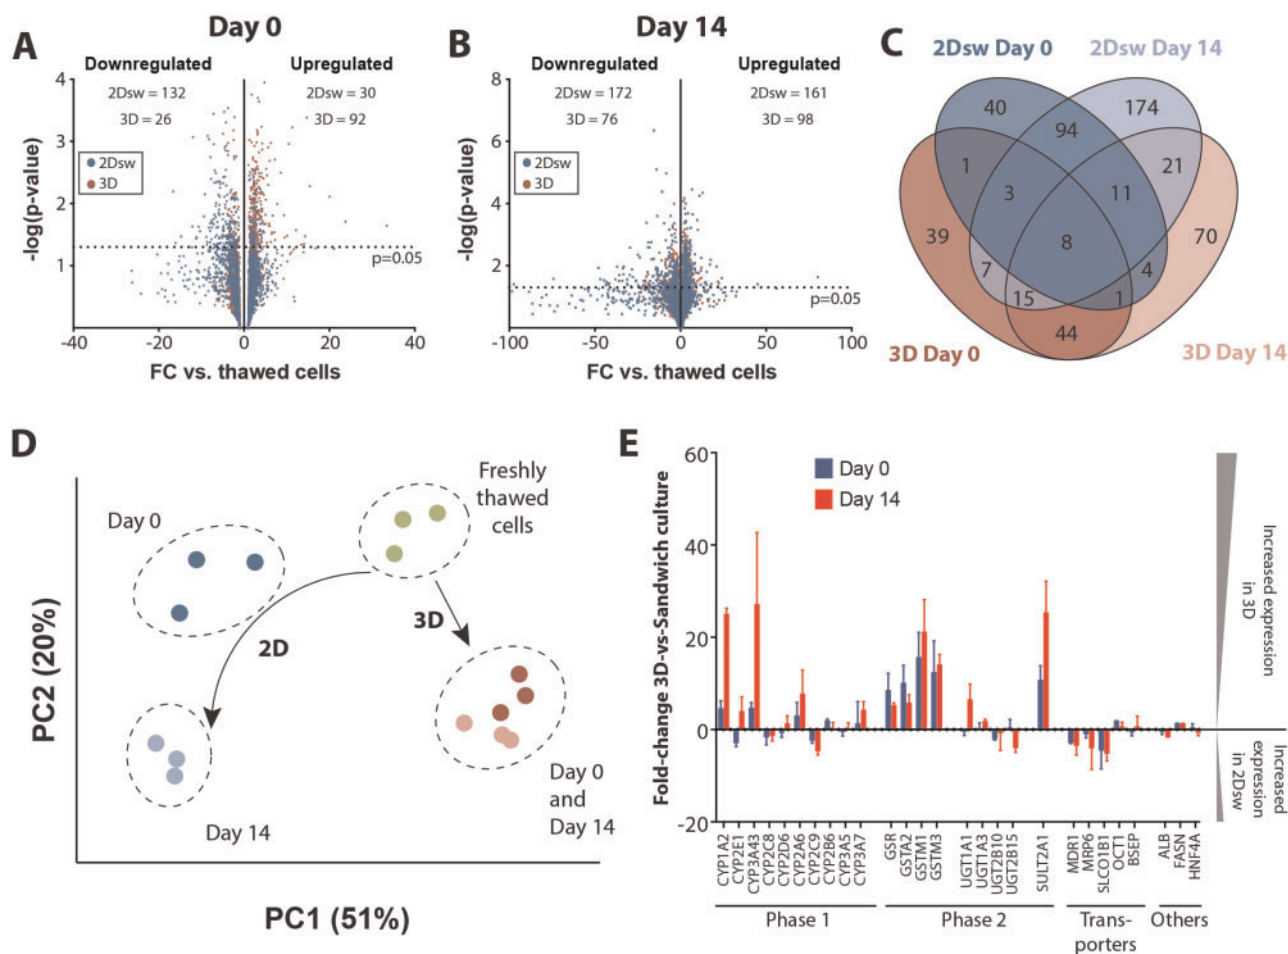 A
Day 0
Downregulated
Upregulated
2Dsw = 132
2Dsw = 30
3D = 26
3D = 92
2Dsw
3D
-log(p-value)
4
3
2
1
p=0.05
-40
-20
0
20
40
FC vs. thawed cells
B
Day 14
Downregulated
Upregulated
2Dsw = 172
2Dsw = 161
3D = 76
3D = 98
2Dsw
3D
-log(p-value)
8
6
4
2
p=0.05
-100
-50
0
50
100
FC vs. thawed cells
C
2Dsw Day 0
2Dsw Day 14
40
94
174
1
3
11
21
39
7
8
4
70
15
1
44
3D Day 0
3D Day 14
D
Freshly
thawed
cells
Day 0
2D
3D
Day 14
Day 0
and
Day 14
PC2 (20%)
PC1 (51%)
E
Day 0
Day 14
Fold-change 3D-vs-Sandwich culture
60
40
20
0
-20
Increased expression
in 3D
Increased
expression
in 2Dsw
CYP1A2
CYP2E1
CYP3A43
CYP2C8
CYP2D6
CYP2A6
CYP2C9
CYP2B6
CYP3A5
CYP3A7
GSR
GSTA2
GSTM1
GSTM3
UGT1A1
UGT1A3
UGT2B10
UGT2B15
SULT2A1
MDR1
MRP6
SLCO1B1
OCT1
BSEP
ALB
FASN
HNF4A
Phase 1
Phase 2
Trans-
porters
Others